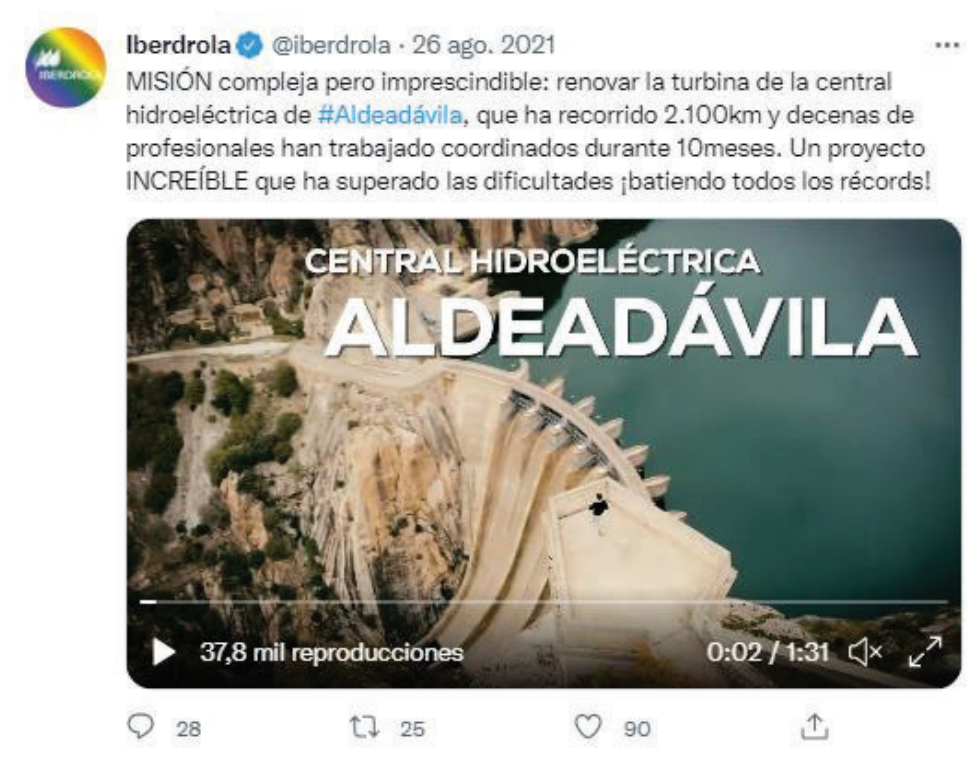 Iberdrola @iberdrola · 26 ago. 2021
MISIÓN compleja pero imprescindible: renovar la turbina de la central
hidroeléctrica de #Aldeadávila, que ha recorrido 2.100km y decenas de
profesionales han trabajado coordinados durante 10meses. Un proyecto
INCREÍBLE que ha superado las dificultades ¡batiendo todos los récords!
IBERDROLA
CENTRAL HIDROELÉCTRICA
ALDEADÁVILA
37,8 mil reproducciones 0:02 / 1:31
28 25 90